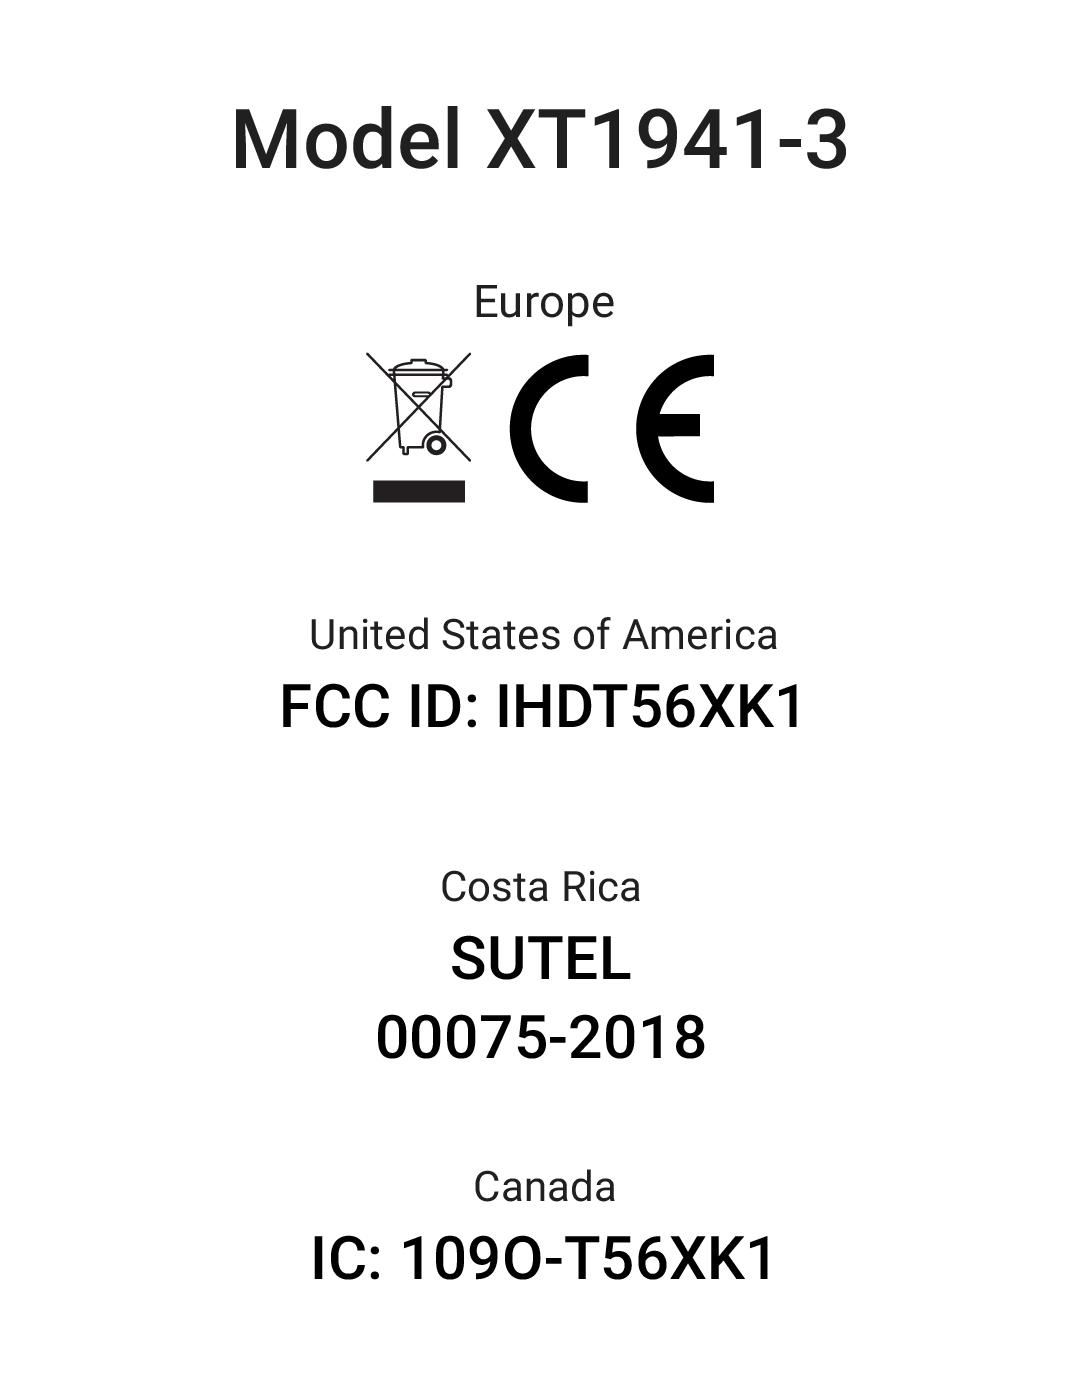 Model XT1941-3
Europe
CE
United States of America
FCC ID: IHDT56XK1
Costa Rica
SUTEL
00075-2018
Canada
IC: 109O-T56XK1